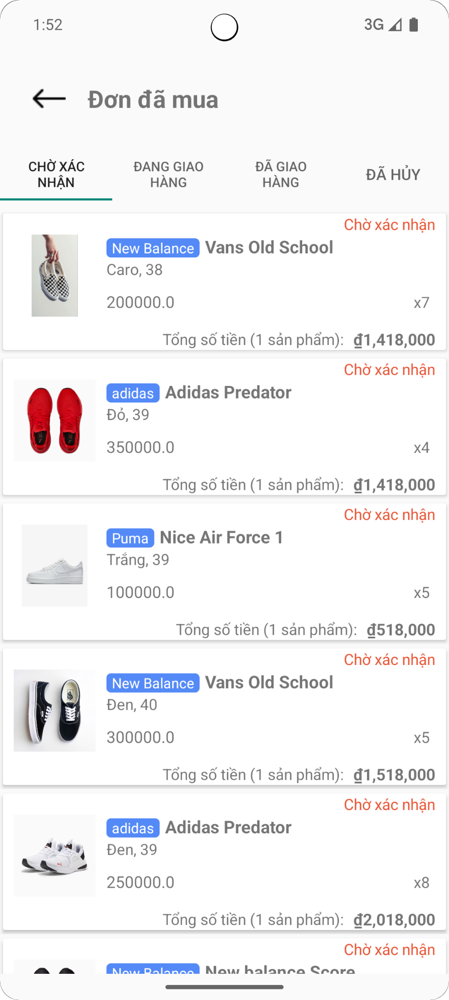 1:52
3G
Đơn đã mua
CHỜ XÁC
NHẬN
ĐANG GIAO
HÀNG
ĐÃ GIAO
HÀNG
ĐÃ HỦY
Chờ xác nhận
New Balance Vans Old School
Caro, 38
200000.0 x7
Tổng số tiền (1 sản phẩm): ₫1,418,000
Chờ xác nhận
adidas Adidas Predator
Đỏ, 39
350000.0 x4
Tổng số tiền (1 sản phẩm): ₫1,418,000
Chờ xác nhận
Puma Nice Air Force 1
Trắng, 39
100000.0 x5
Tổng số tiền (1 sản phẩm): ₫518,000
Chờ xác nhận
New Balance Vans Old School
Đen, 40
300000.0 x5
Tổng số tiền (1 sản phẩm): ₫1,518,000
Chờ xác nhận
adidas Adidas Predator
Đen, 39
250000.0 x8
Tổng số tiền (1 sản phẩm): ₫2,018,000
Chờ xác nhận
New Balance New balance Score